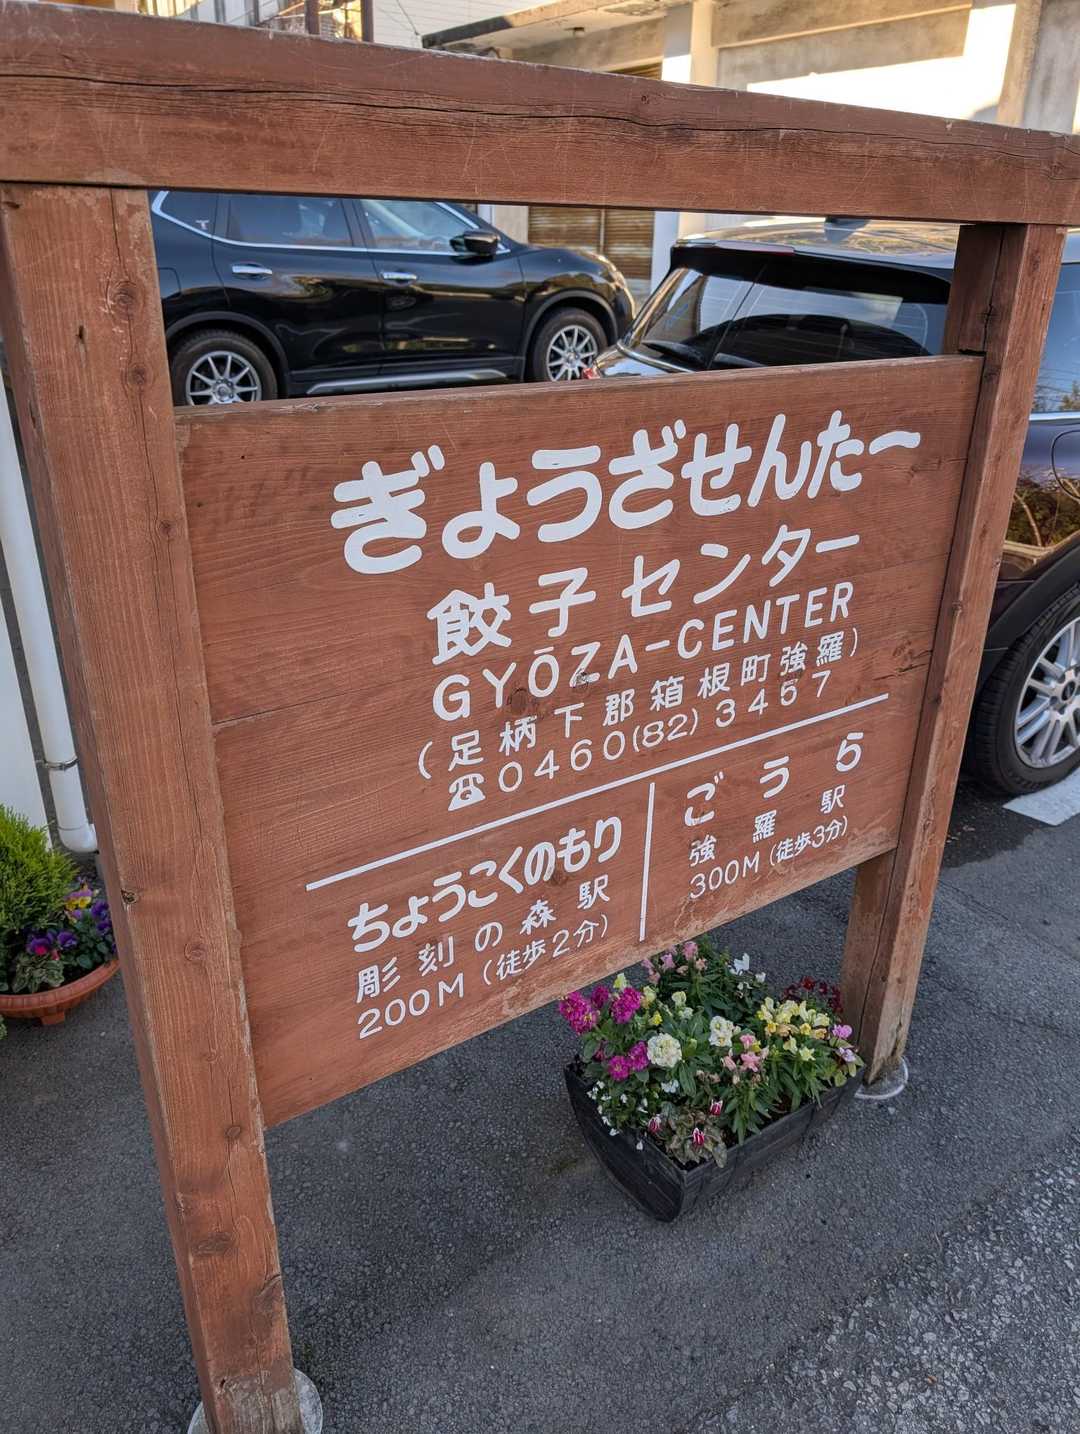 ぎょうざせんたー
餃子センター
GYŌZA-CENTER
(足柄下郡箱根町強羅)
☎0460(82)3457
ちょうこくのもり
彫刻の森駅
200M(徒歩2分)
ごうら
強羅駅
300M(徒歩3分)